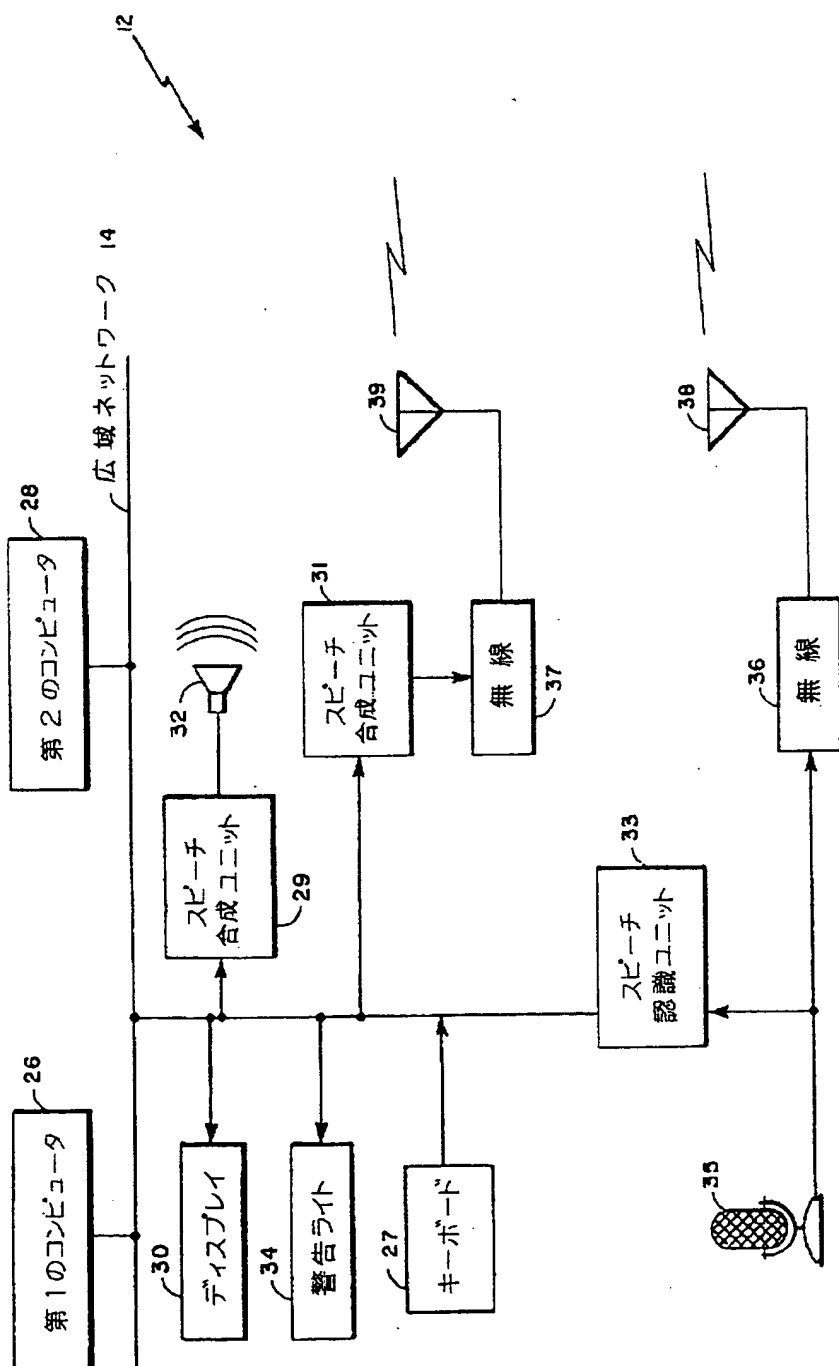 12
第1のコンピュータ
26
第2のコンピュータ
28
広域ネットワーク 14
30
ディスプレイ
スピーチ
合成ユニット
29
32
34
警告ライト
スピーチ
合成ユニット
31
39
27
キーボード
無線
37
スピーチ
認識ユニット
33
35
無線
36
38